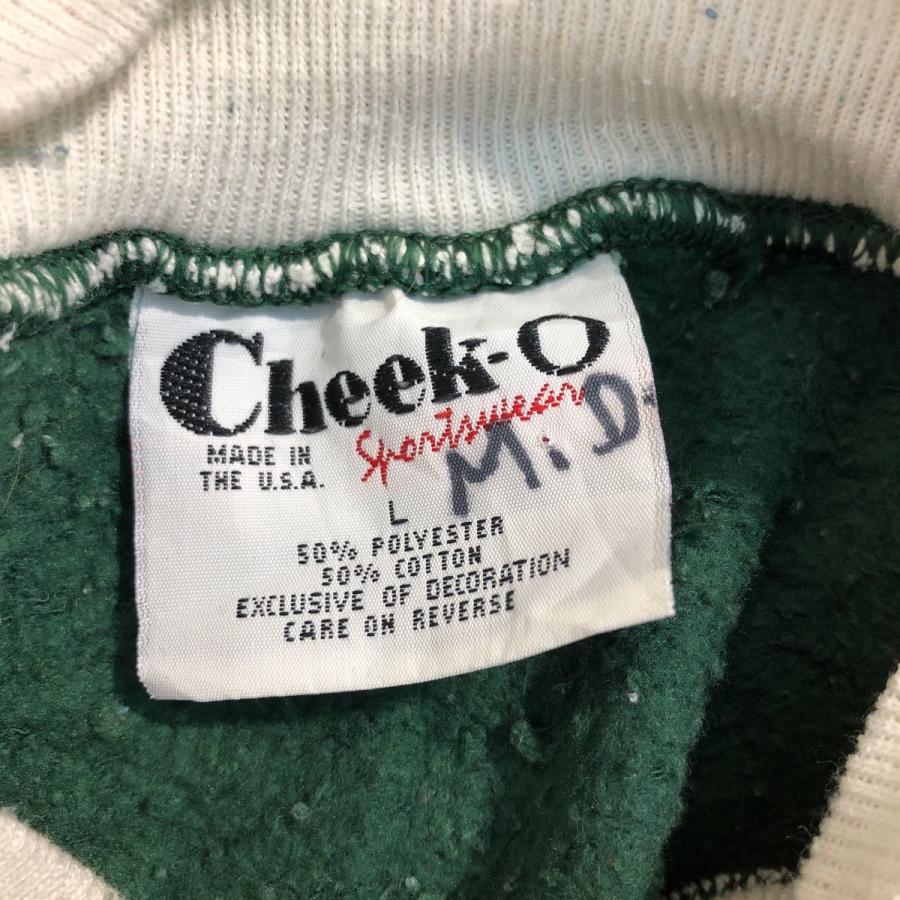 Cheek-O
Sportswear
MADE IN
THE U.S.A.
M.D.
L
50% POLYESTER
50% COTTON
EXCLUSIVE OF DECORATION
CARE ON REVERSE